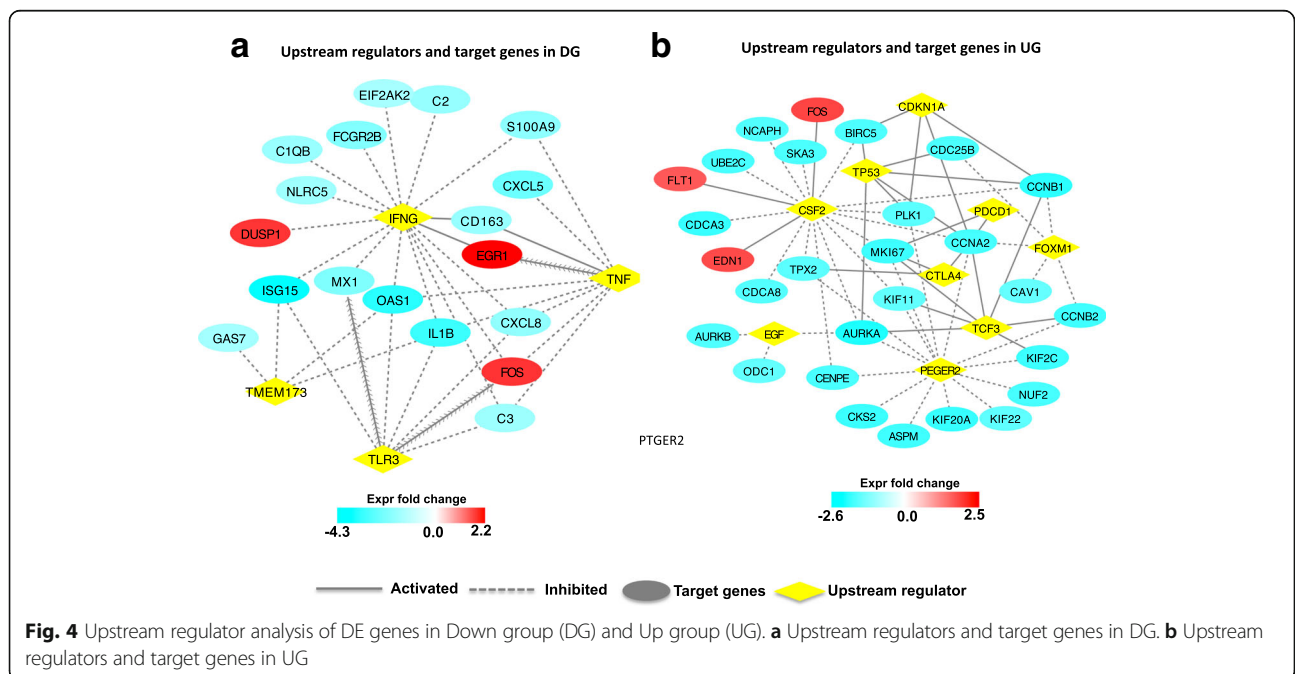 a
Upstream regulators and target genes in DG
EIF2AK2
C2
FCGR2B
S100A9
C1QB
CXCL5
NLRC5
IFNG
CD163
DUSP1
EGR1
TNF
MX1
ISG15
OAS1
CXCL8
IL1B
GAS7
FOS
TMEM173
C3
TLR3
Expr fold change
-4.3
0.0
2.2
b
Upstream regulators and target genes in UG
FOS
CDKN1A
NCAPH
BIRC5
SKA3
CDC25B
UBE2C
TP53
FLT1
CCNB1
CSF2
PLK1
PDCD1
CDCA3
CCNA2
FOXM1
MKI67
EDN1
TPX2
CTLA4
CDCA8
KIF11
CAV1
CCNB2
TCF3
AURKB
EGF
AURKA
KIF2C
ODC1
CENPE
PEGER2
NUF2
CKS2
KIF20A
KIF22
ASPM
PTGER2
Expr fold change
-2.6
0.0
2.5
Activated
Inhibited
Target genes
Upstream regulator
Fig. 4 Upstream regulator analysis of DE genes in Down group (DG) and Up group (UG). a Upstream regulators and target genes in DG. b Upstream
regulators and target genes in UG